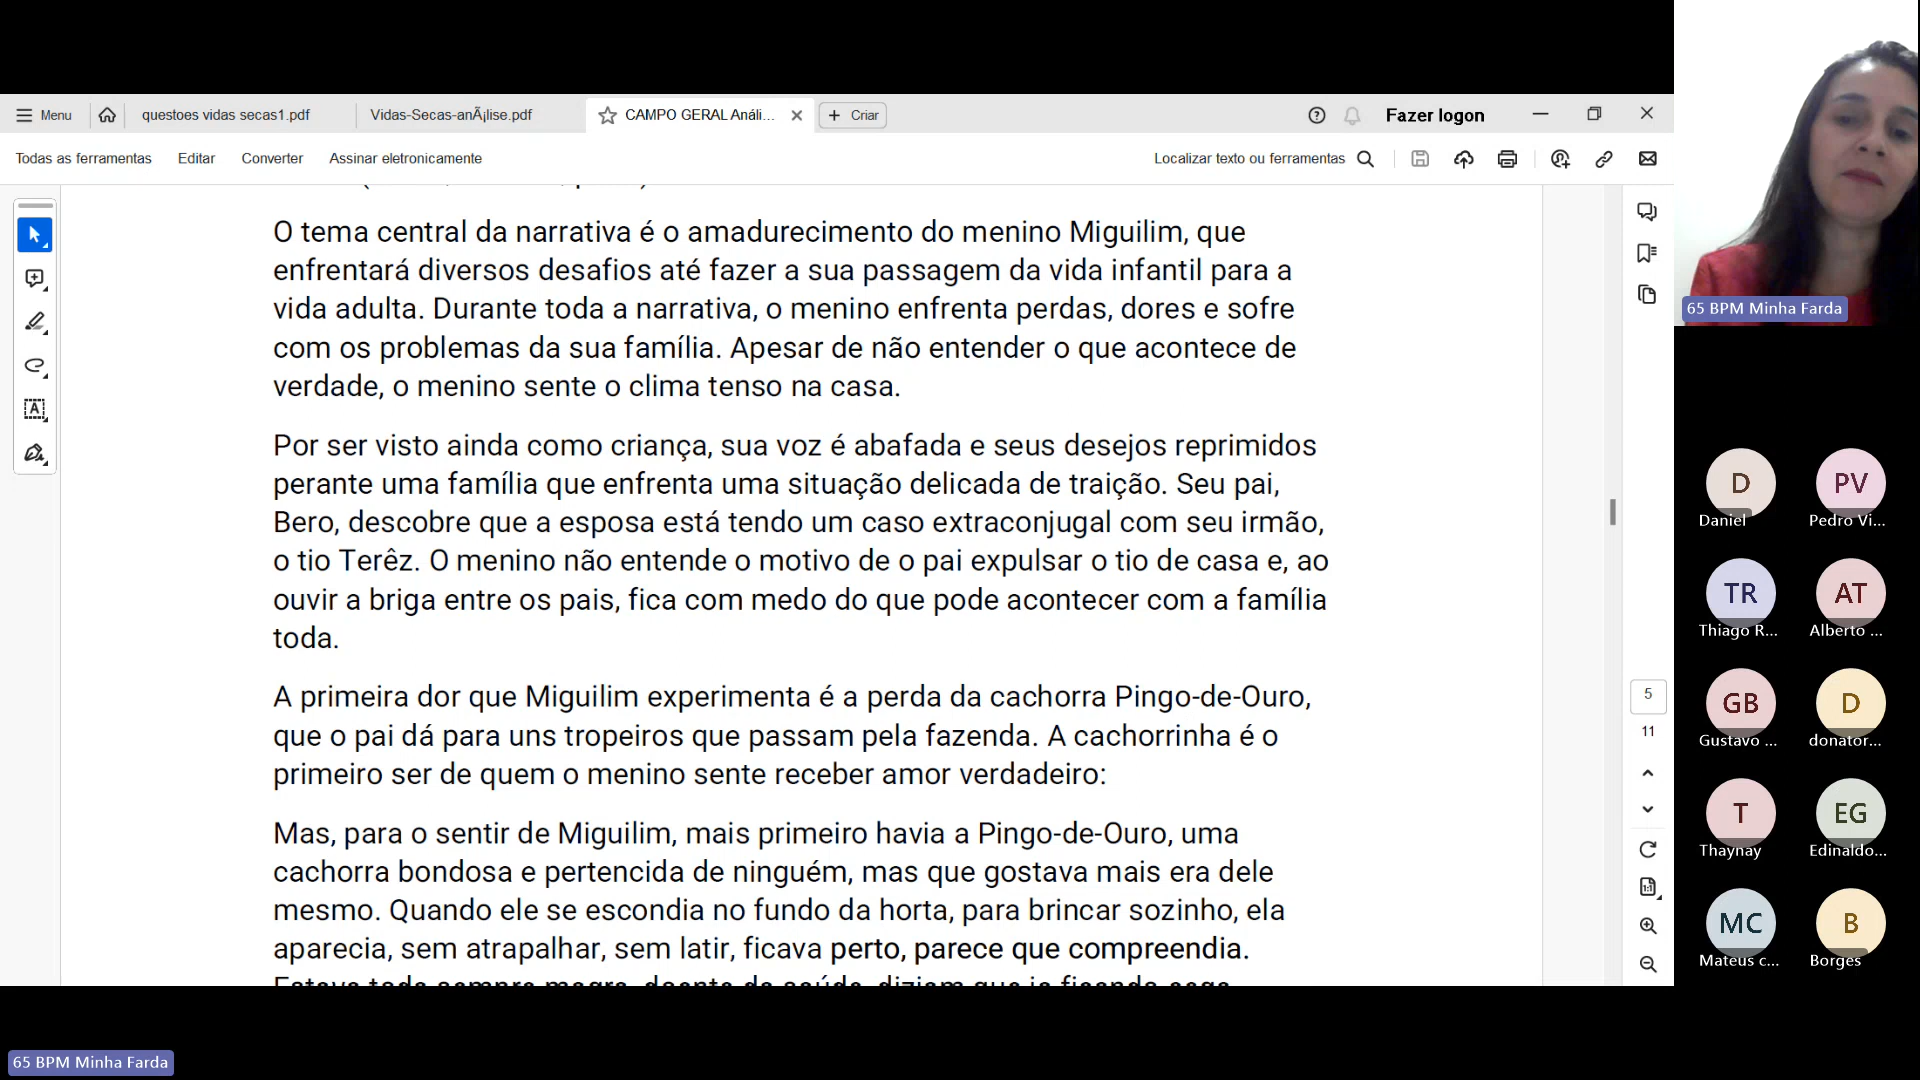 Menu
questoes vidas secas1.pdf
Vidas-Secas-anÃ¡lise.pdf
CAMPO GERAL Análi...
Criar
Fazer logon
Todas as ferramentas
Editar
Converter
Assinar eletronicamente
Localizar texto ou ferramentas
O tema central da narrativa é o amadurecimento do menino Miguilim, que
enfrentará diversos desafios até fazer a sua passagem da vida infantil para a
vida adulta. Durante toda a narrativa, o menino enfrenta perdas, dores e sofre
com os problemas da sua família. Apesar de não entender o que acontece de
verdade, o menino sente o clima tenso na casa.
Por ser visto ainda como criança, sua voz é abafada e seus desejos reprimidos
perante uma família que enfrenta uma situação delicada de traição. Seu pai,
Bero, descobre que a esposa está tendo um caso extraconjugal com seu irmão,
o tio Terêz. O menino não entende o motivo de o pai expulsar o tio de casa e, ao
ouvir a briga entre os pais, fica com medo do que pode acontecer com a família
toda.
A primeira dor que Miguilim experimenta é a perda da cachorra Pingo-de-Ouro,
que o pai dá para uns tropeiros que passam pela fazenda. A cachorrinha é o
primeiro ser de quem o menino sente receber amor verdadeiro:
Mas, para o sentir de Miguilim, mais primeiro havia a Pingo-de-Ouro, uma
cachorra bondosa e pertencida de ninguém, mas que gostava mais era dele
mesmo. Quando ele se escondia no fundo da horta, para brincar sozinho, ela
aparecia, sem atrapalhar, sem latir, ficava perto, parece que compreendia.
Estava toda sempre magra, doente da saúde, diziam que ia ficando cega.
5
11
65 BPM Minha Farda
D
Daniel
PV
Pedro Vi...
TR
Thiago R...
AT
Alberto ...
GB
Gustavo ...
D
donator...
T
Thaynay
EG
Edinaldo...
MC
Mateus c...
B
Borges
65 BPM Minha Farda